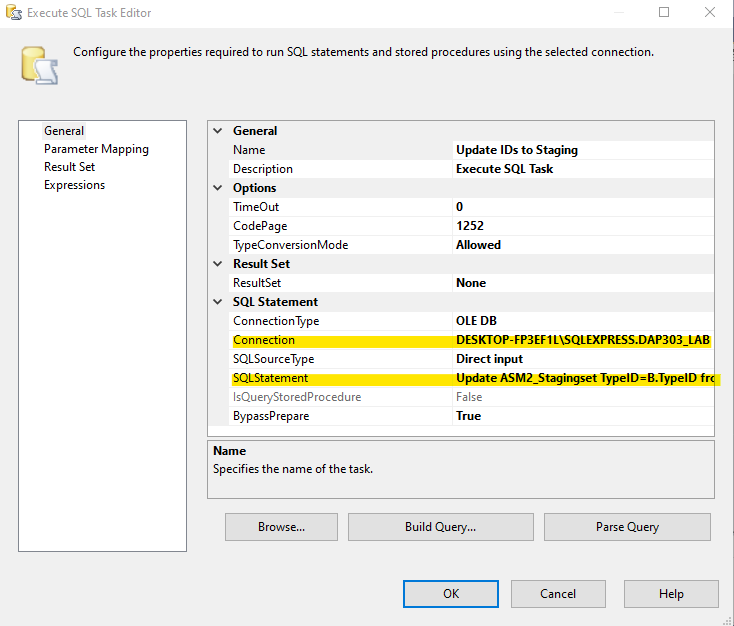 Execute SQL Task Editor
Configure the properties required to run SQL statements and stored procedures using the selected connection.
General
Parameter Mapping
Result Set
Expressions
General
Name Update IDs to Staging
Description Execute SQL Task
Options
TimeOut 0
CodePage 1252
TypeConversionMode Allowed
Result Set
ResultSet None
SQL Statement
ConnectionType OLE DB
Connection DESKTOP-FP3EF1L\SQLEXPRESS.DAP303_LAB
SQLSourceType Direct input
SQLStatement Update ASM2_Stagingset TypeID=B.TypeID fro
IsQueryStoredProcedure False
BypassPrepare True
Name
Specifies the name of the task.
Browse... Build Query... Parse Query
OK Cancel Help